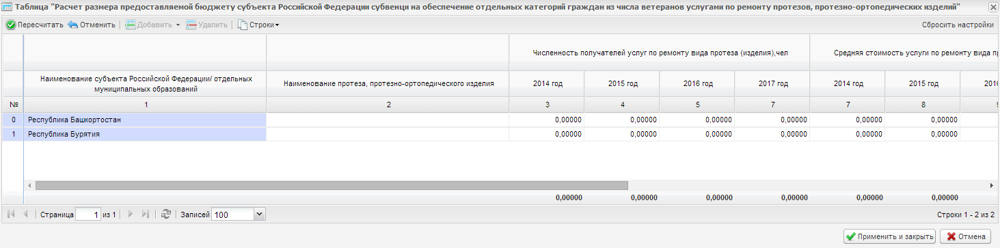 Таблица "Расчет размера предоставляемой бюджету субъекта Российской Федерации субвенци на обеспечение отдельных категорий граждан из числа ветеранов услугами по ремонту протезов, протезно-ортопедических изделий"
Пересчитать Отменить Добавить Удалить Строки Сбросить настройки
Численность получателей услуг по ремонту вида протеза (изделия),чел Средняя стоимость услуги по ремонту вида
Наименование субъекта Российской Федерации/ отдельных
муниципальных образований
Наименование протеза, протезно-ортопедического изделия 2014 год 2015 год 2016 год 2017 год 2014 год 2015 год 2016
№ 1 2 3 4 5 7 7 8
0 Республика Башкортостан 0,00000 0,00000 0,00000 0,00000 0,00000 0,00000
1 Республика Бурятия 0,00000 0,00000 0,00000 0,00000 0,00000 0,00000
0,00000 0,00000 0,00000 0,00000 0,00000 0,00000
Страница 1 из 1 Записей 100 Строки 1 - 2 из 2
Применить и закрыть Отмена